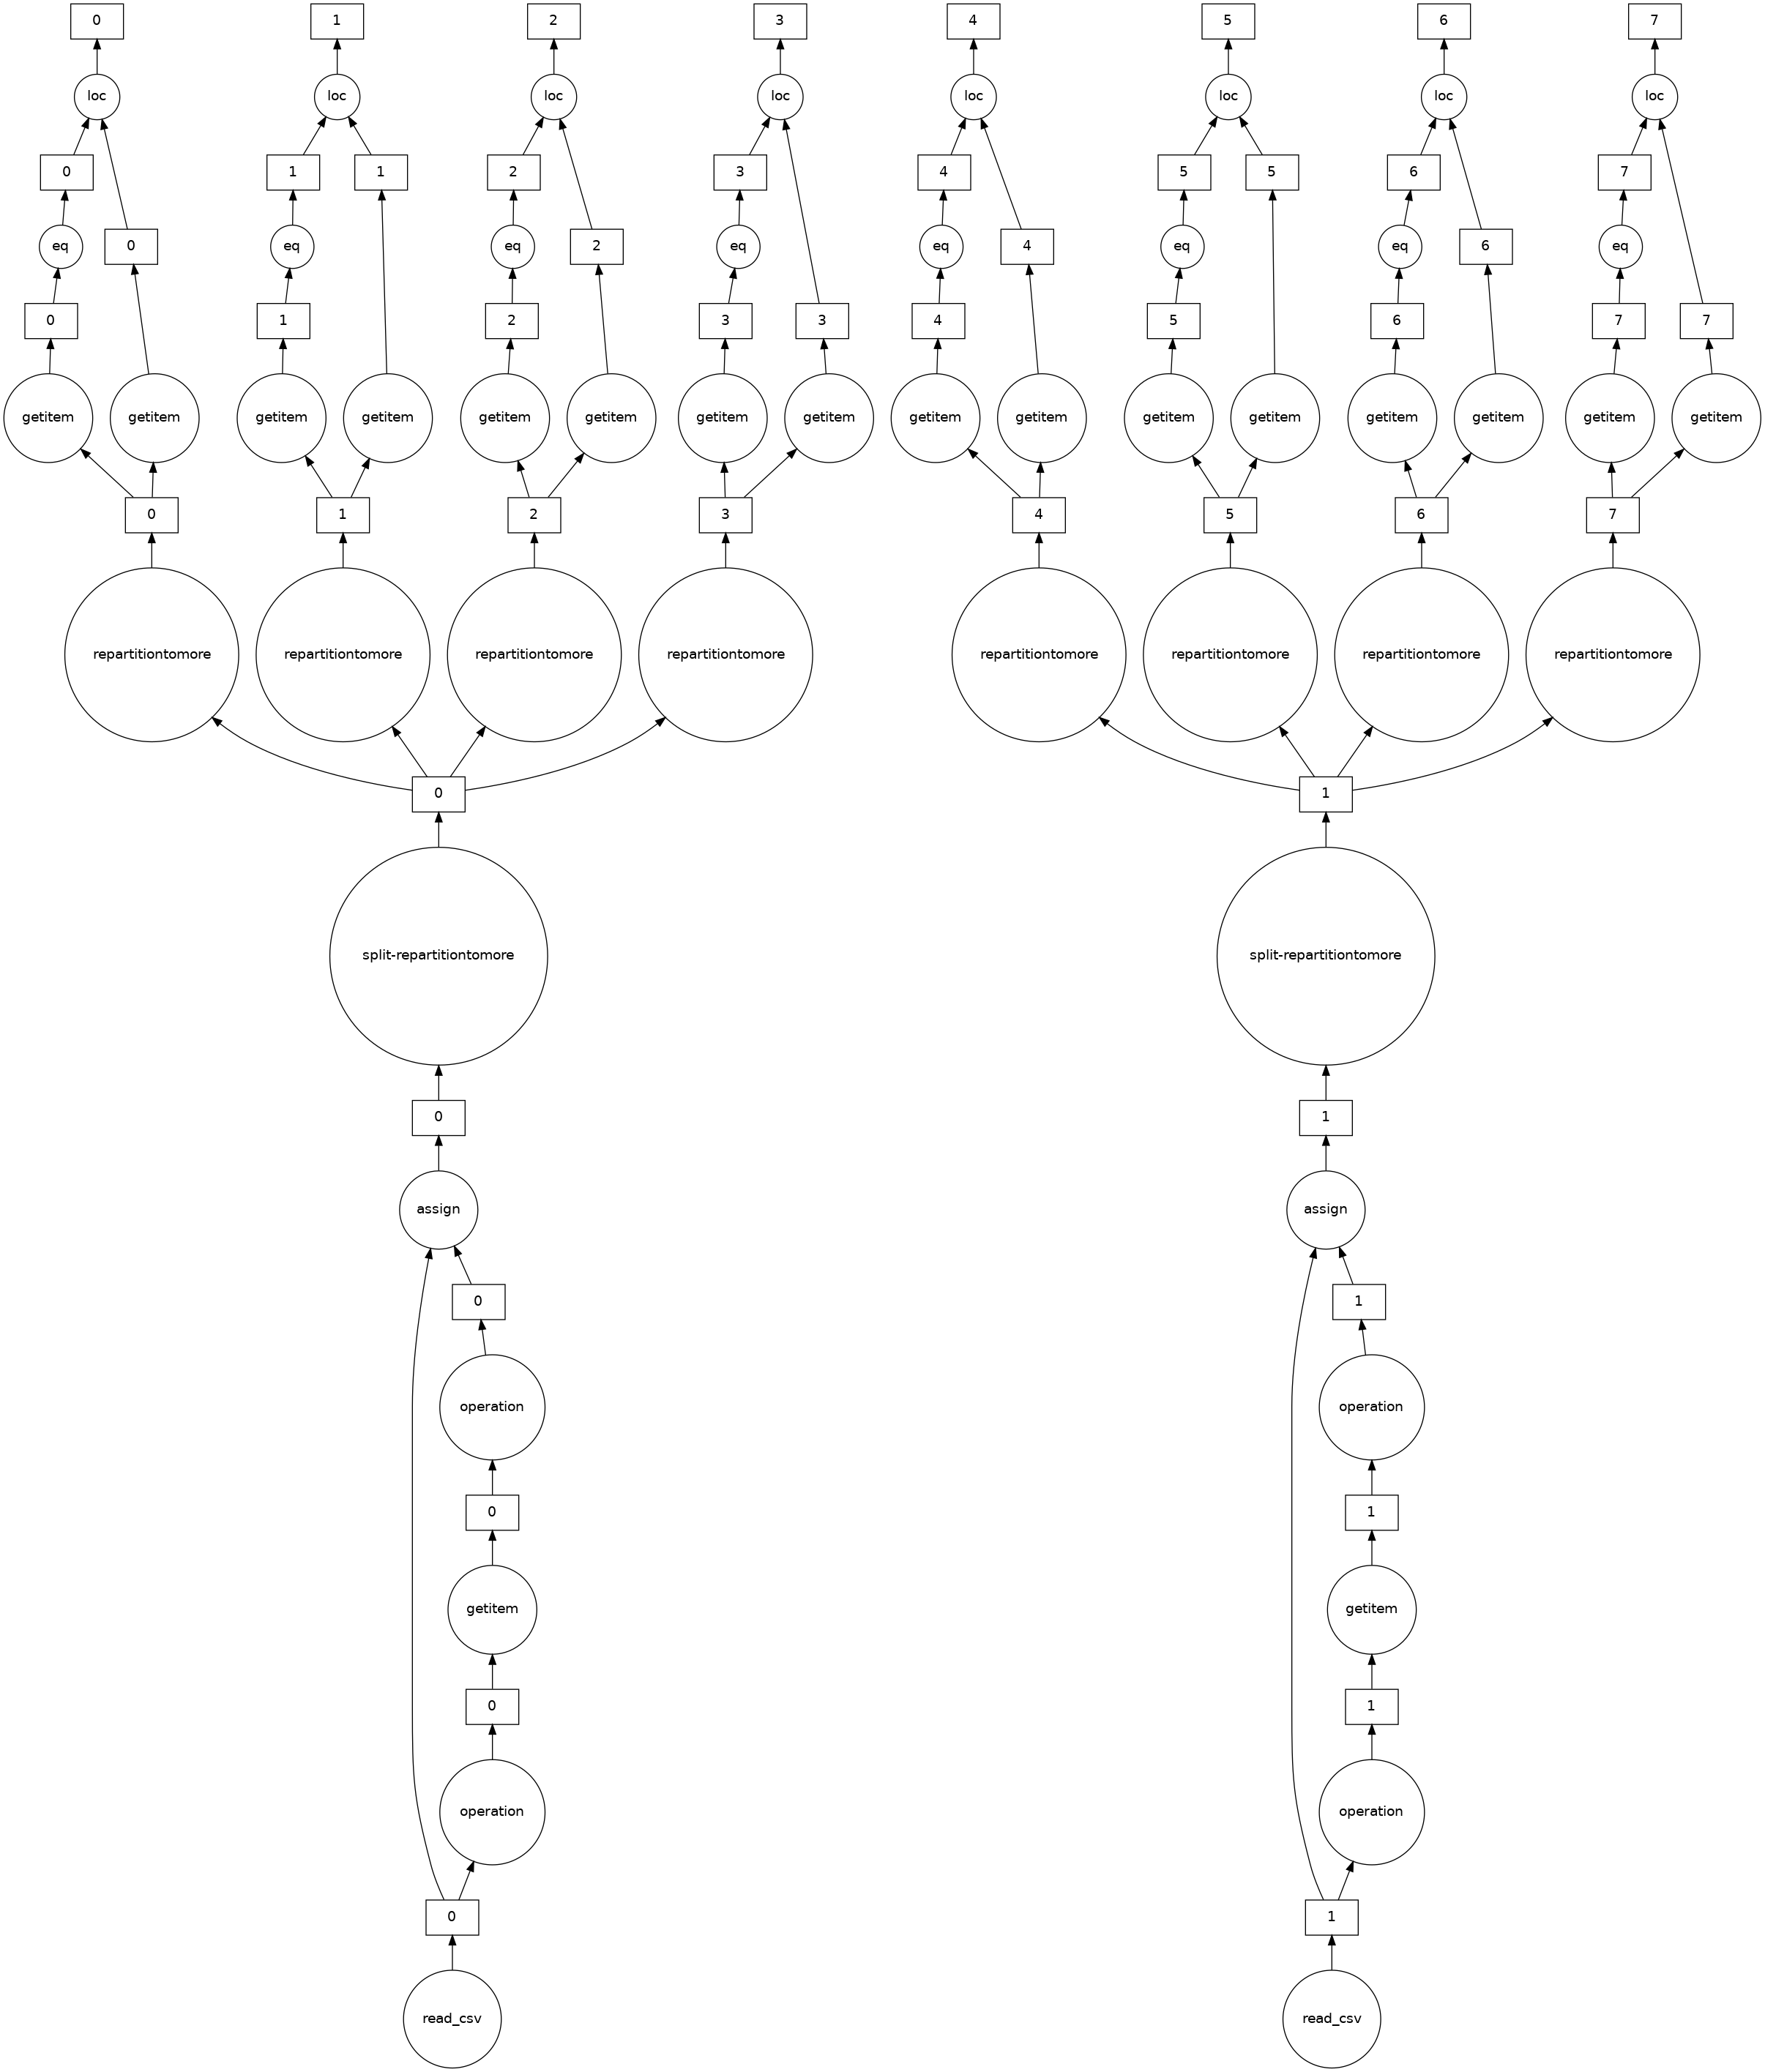 0 1 2 3 4 5 6 7
loc loc loc loc loc loc loc loc
0 1 1 2 3 4 5 5 6 7
eq 0 eq eq 2 eq eq 4 eq eq 6 eq
0 1 2 3 3 4 5 6 7 7
getitem getitem getitem getitem getitem getitem getitem getitem getitem getitem getitem getitem getitem getitem getitem getitem
0 1 2 3 4 5 6 7
repartitiontomore repartitiontomore repartitiontomore repartitiontomore repartitiontomore repartitiontomore repartitiontomore repartitiontomore
0 1
split-repartitiontomore split-repartitiontomore
0 1
assign assign
0 1
operation operation
0 1
getitem getitem
0 1
operation operation
0 1
read_csv read_csv